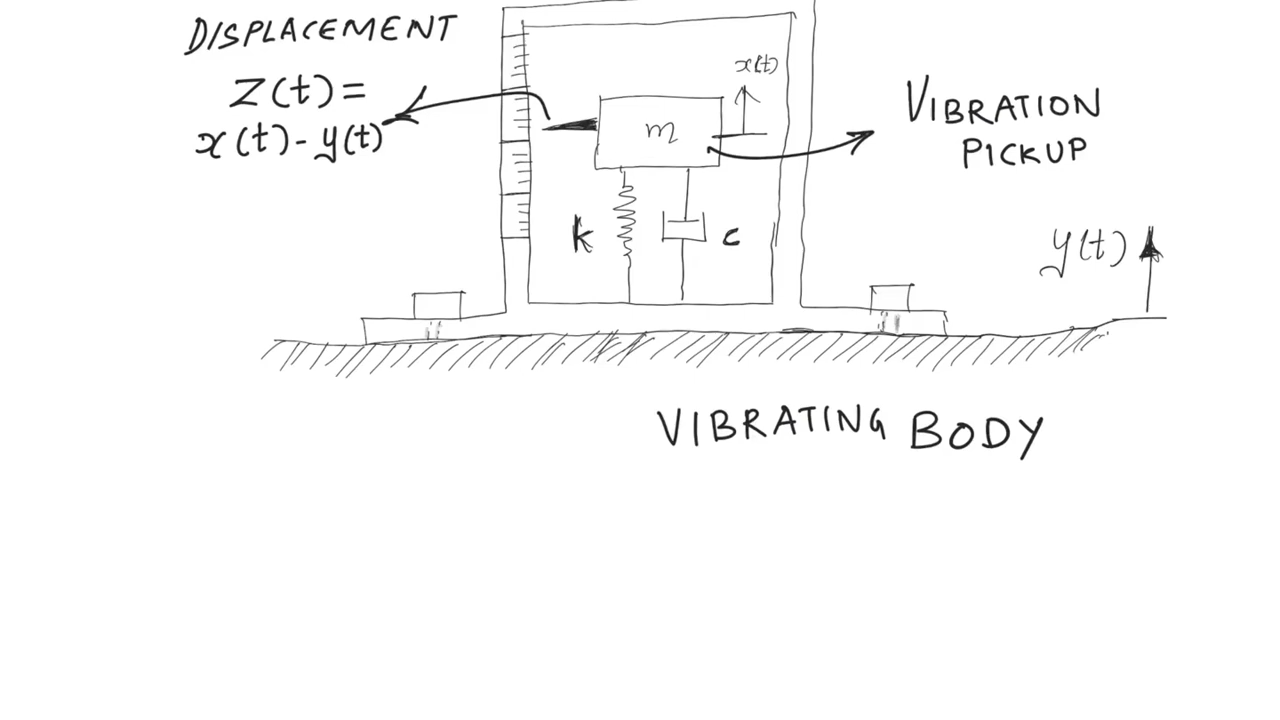 DISPLACEMENT
z(t) =
x(t) - y(t)
x(t)
m
VIBRATION
PICKUP
k
c
y(t)
VIBRATING BODY